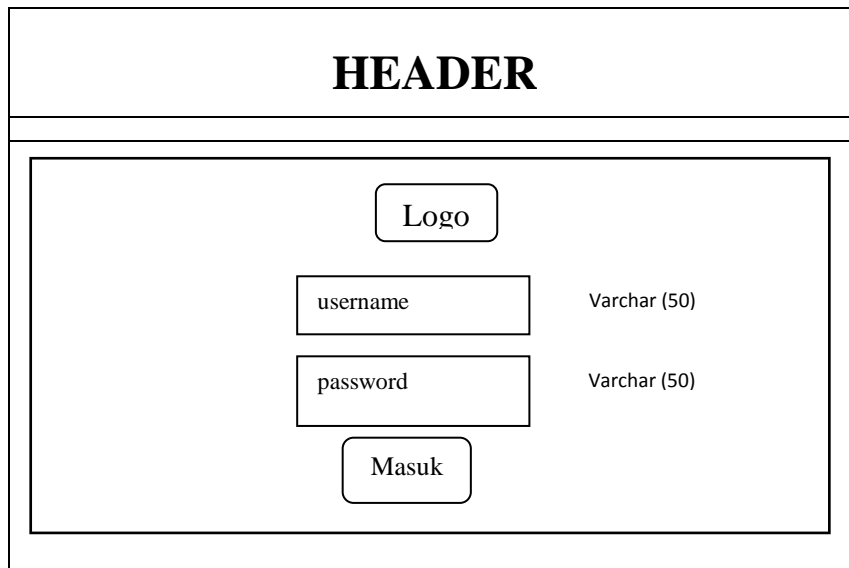 HEADER
Logo
username Varchar (50)
password Varchar (50)
Masuk